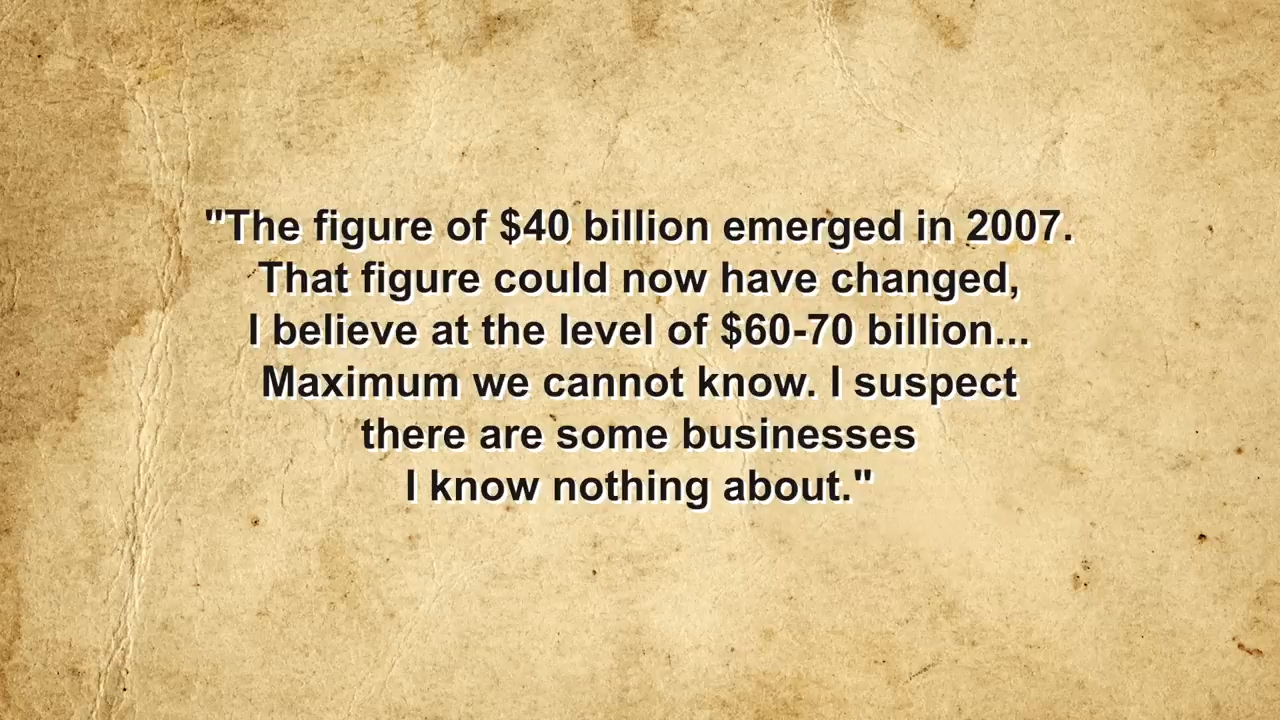 "The figure of $40 billion emerged in 2007.
That figure could now have changed,
I believe at the level of $60-70 billion...
Maximum we cannot know. I suspect
there are some businesses
I know nothing about."